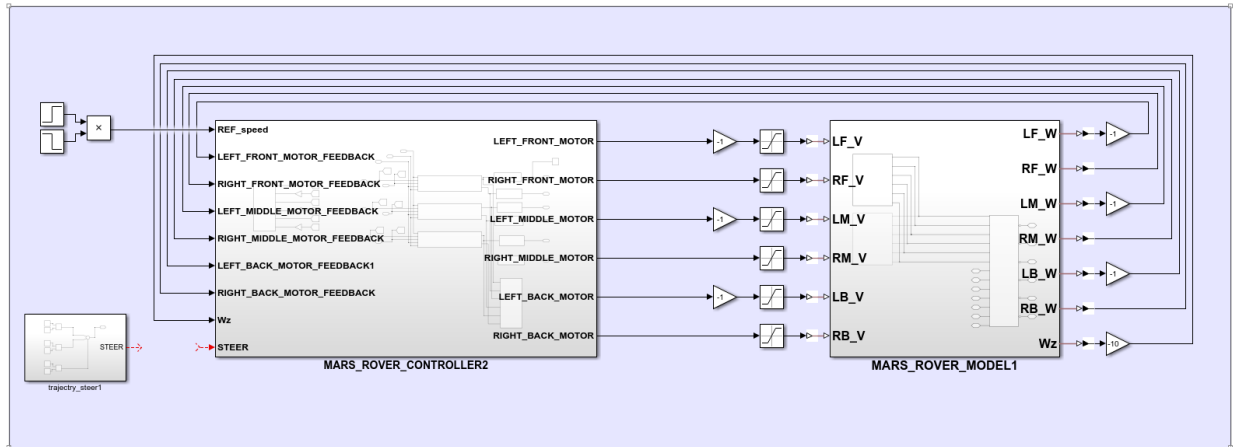 REF_speed
LEFT_FRONT_MOTOR_FEEDBACK
RIGHT_FRONT_MOTOR_FEEDBACK
LEFT_MIDDLE_MOTOR_FEEDBACK
RIGHT_MIDDLE_MOTOR_FEEDBACK
LEFT_BACK_MOTOR_FEEDBACK1
RIGHT_BACK_MOTOR_FEEDBACK
Wz
STEER
LEFT_FRONT_MOTOR
RIGHT_FRONT_MOTOR
LEFT_MIDDLE_MOTOR
RIGHT_MIDDLE_MOTOR
LEFT_BACK_MOTOR
RIGHT_BACK_MOTOR
MARS_ROVER_CONTROLLER2
×
STEER
trajectry_steer1
-1
-1
-1
LF_V
RF_V
LM_V
RM_V
LB_V
RB_V
LF_W
RF_W
LM_W
RM_W
LB_W
RB_W
Wz
MARS_ROVER_MODEL1
-1
-1
-1
-10